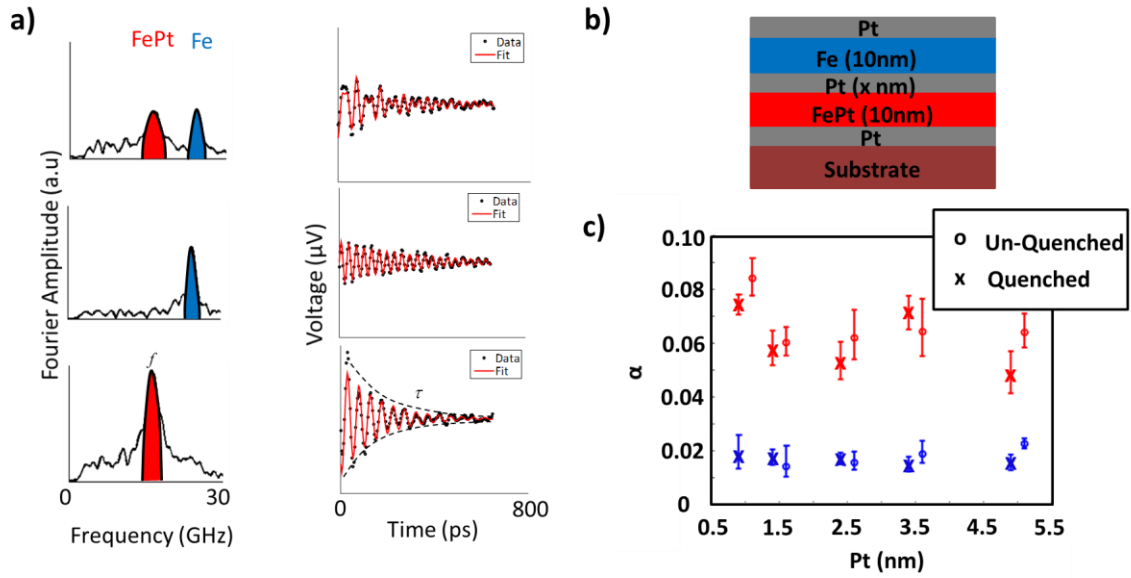 a)
FePt Fe
Fourier Amplitude (a.u)
f
0 30
Frequency (GHz)
Data
Fit
Data
Fit
Data
Fit
τ
Voltage (μV)
0 800
Time (ps)
b)
Pt
Fe (10nm)
Pt (x nm)
FePt (10nm)
Pt
Substrate
c)
o Un-Quenched
x Quenched
0.10
0.08
0.06
0.04
0.02
0
α
0.5 1.5 2.5 3.5 4.5 5.5
Pt (nm)